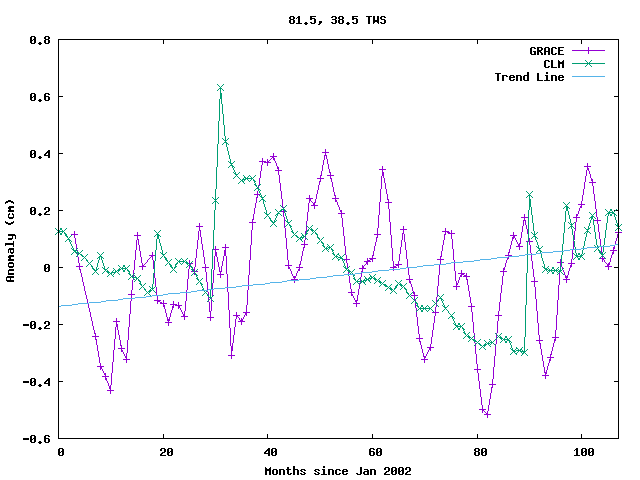 81.5, 38.5 TWS
GRACE
CLM
Trend Line
0.8
0.6
0.4
0.2
0
-0.2
-0.4
-0.6
Anomaly (cm)
0 20 40 60 80 100
Months since Jan 2002